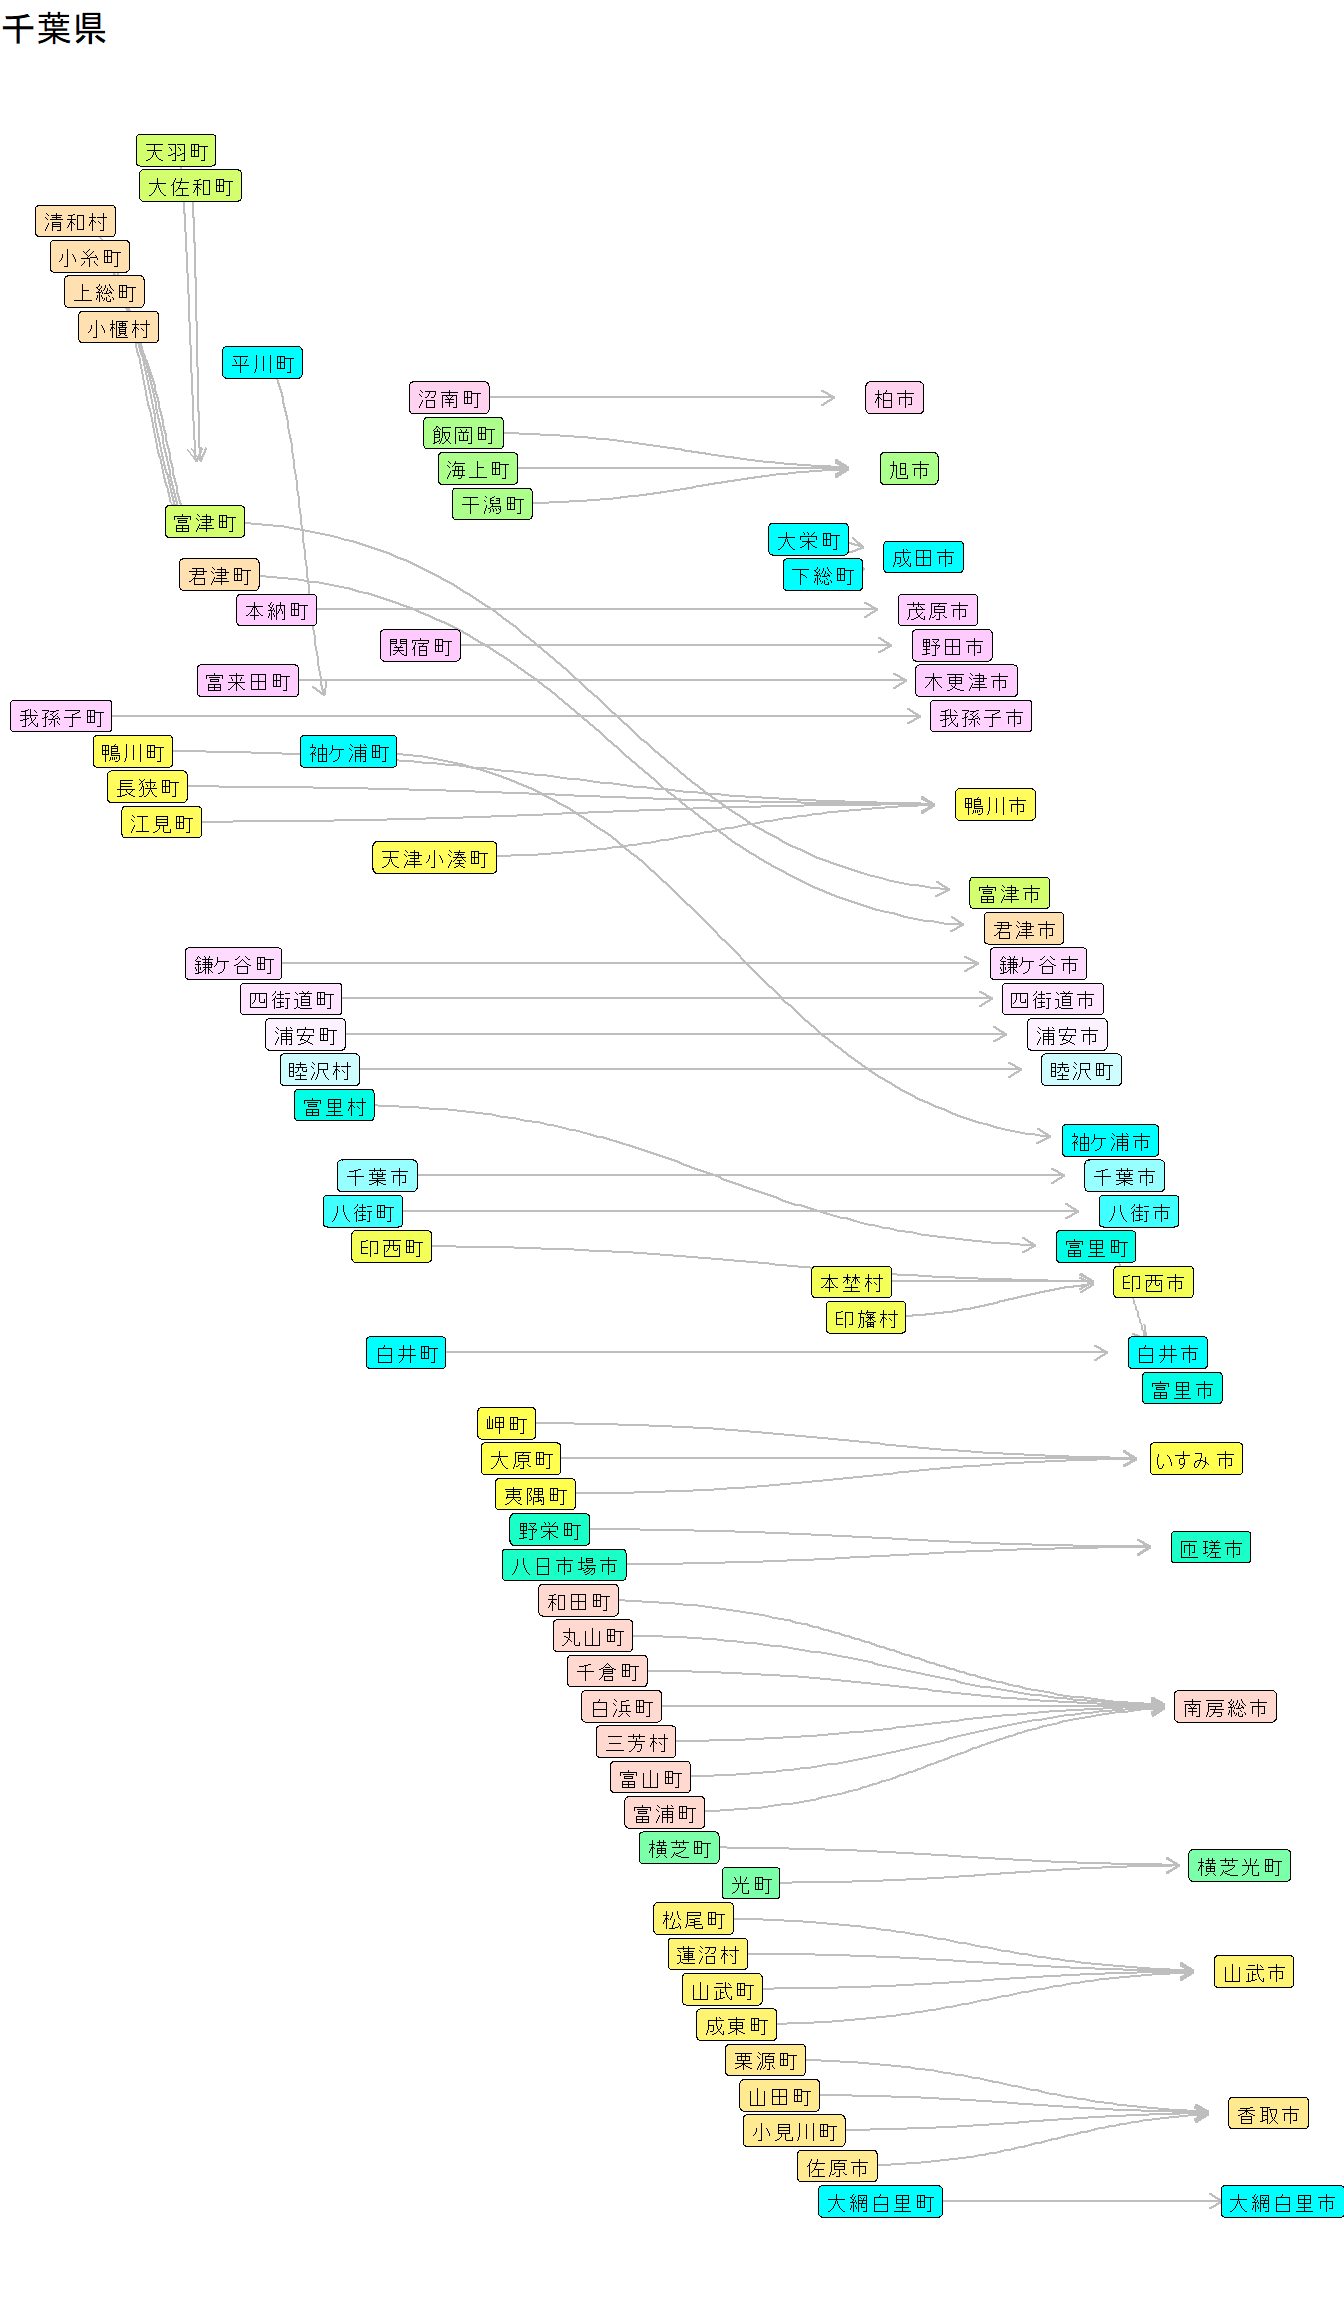 千葉県
天羽町
大佐和町
清和村
小糸町
上総町
小櫃村
平川町
沼南町
柏市
飯岡町
海上町
旭市
干潟町
富津町
大栄町
成田市
君津町
下総町
本納町
茂原市
関宿町
野田市
富来田町
木更津市
我孫子町
我孫子市
鴨川町
袖ケ浦町
長狭町
鴨川市
江見町
天津小湊町
富津市
君津市
鎌ケ谷町
鎌ケ谷市
四街道町
四街道市
浦安町
浦安市
睦沢村
睦沢町
富里村
袖ケ浦市
千葉市
千葉市
八街町
八街市
印西町
富里町
本埜村
印西市
印旛村
白井町
白井市
富里市
岬町
大原町
いすみ市
夷隅町
野栄町
匝瑳市
八日市場市
和田町
丸山町
千倉町
白浜町
南房総市
三芳村
富山町
富浦町
横芝町
横芝光町
光町
松尾町
蓮沼村
山武市
山武町
成東町
栗源町
山田町
香取市
小見川町
佐原市
大網白里町
大網白里市